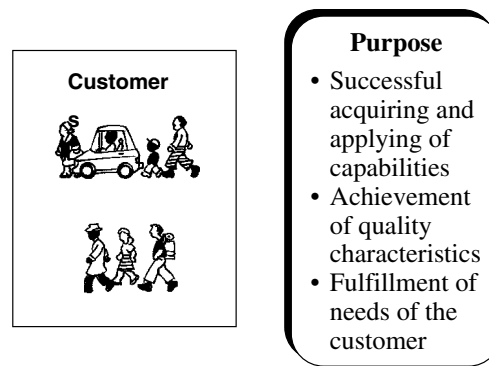 Customer
S
Purpose
• Successful
acquiring and
applying of
capabilities
• Achievement
of quality
characteristics
• Fulfillment of
needs of the
customer